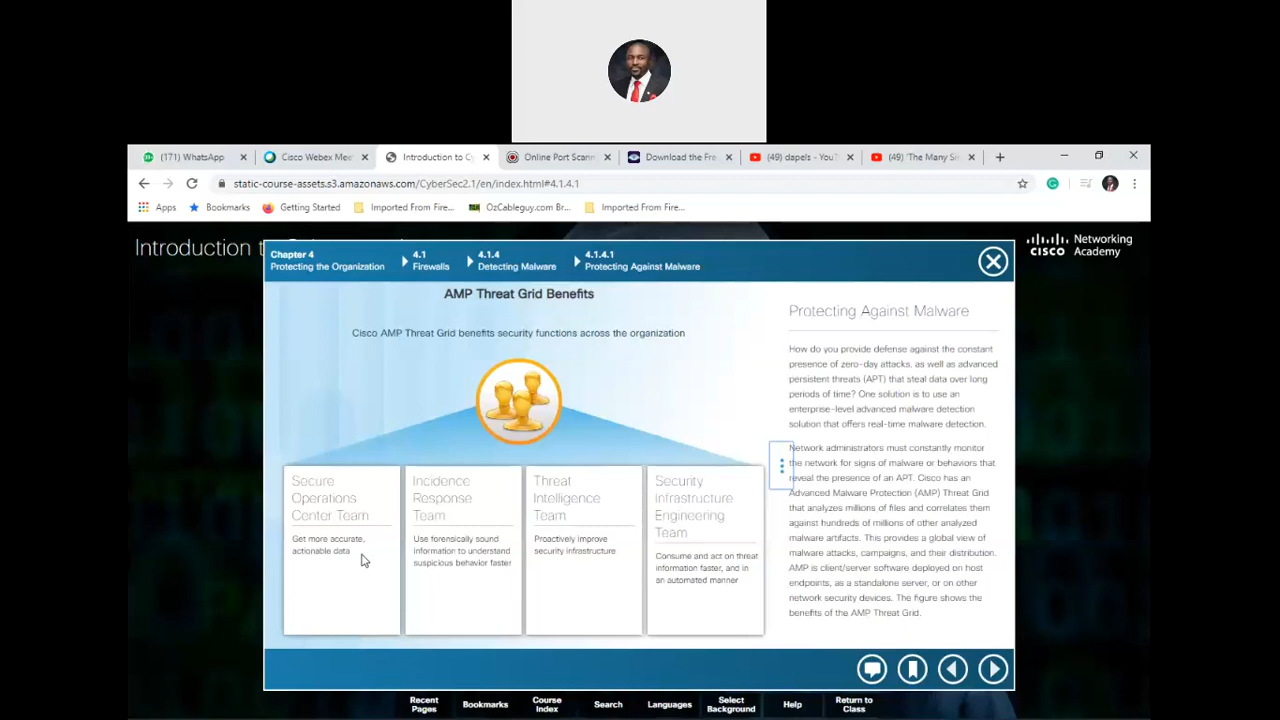 (171) WhatsApp
Cisco Webex Mee
Introduction to Cy
Online Port Scann
Download the Fre
(49) dapels - YouT
(49) 'The Many Si
static-course-assets.s3.amazonaws.com/CyberSec2.1/en/index.html#4.1.4.1
Apps
Bookmarks
Getting Started
Imported From Fire...
OzCableguy.com Br...
Imported From Fire...
Introduction t
CISCO
Networking
Academy
Chapter 4
Protecting the Organization
4.1
Firewalls
4.1.4
Detecting Malware
4.1.4.1
Protecting Against Malware
AMP Threat Grid Benefits
Cisco AMP Threat Grid benefits security functions across the organization
Secure
Operations
Center Team
Get more accurate,
actionable data
Incidence
Response
Team
Use forensically sound
information to understand
suspicious behavior faster
Threat
Intelligence
Team
Proactively improve
security infrastructure
Security
Infrastructure
Engineering
Team
Consume and act on threat
information faster, and in
an automated manner
Protecting Against Malware
How do you provide defense against the constant
presence of zero-day attacks, as well as advanced
persistent threats (APT) that steal data over long
periods of time? One solution is to use an
enterprise-level advanced malware detection
solution that offers real-time malware detection.
Network administrators must constantly monitor
the network for signs of malware or behaviors that
reveal the presence of an APT. Cisco has an
Advanced Malware Protection (AMP) Threat Grid
that analyzes millions of files and correlates them
against hundreds of millions of other analyzed
malware artifacts. This provides a global view of
malware attacks, campaigns, and their distribution.
AMP is client/server software deployed on host
endpoints, as a standalone server, or on other
network security devices. The figure shows the
benefits of the AMP Threat Grid.
Recent
Pages
Bookmarks
Course
Index
Search
Languages
Select
Background
Help
Return to
Class